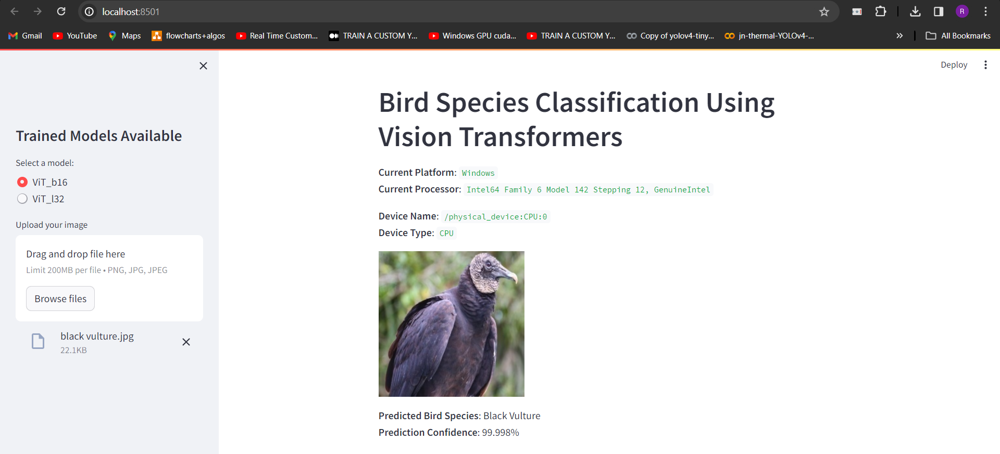 localhost:8501
R
Gmail YouTube Maps flowcharts+algos Real Time Custom... TRAIN A CUSTOM Y... Windows GPU cuda... TRAIN A CUSTOM Y... Copy of yolov4-tiny... jn-thermal-YOLOv4-... All Bookmarks
Deploy
Trained Models Available
Select a model:
ViT_b16
ViT_l32
Upload your image
Drag and drop file here
Limit 200MB per file • PNG, JPG, JPEG
Browse files
black vulture.jpg
22.1KB
Bird Species Classification Using
Vision Transformers
Current Platform: Windows
Current Processor: Intel64 Family 6 Model 142 Stepping 12, GenuineIntel
Device Name: /physical_device:CPU:0
Device Type: CPU
Predicted Bird Species: Black Vulture
Prediction Confidence: 99.998%